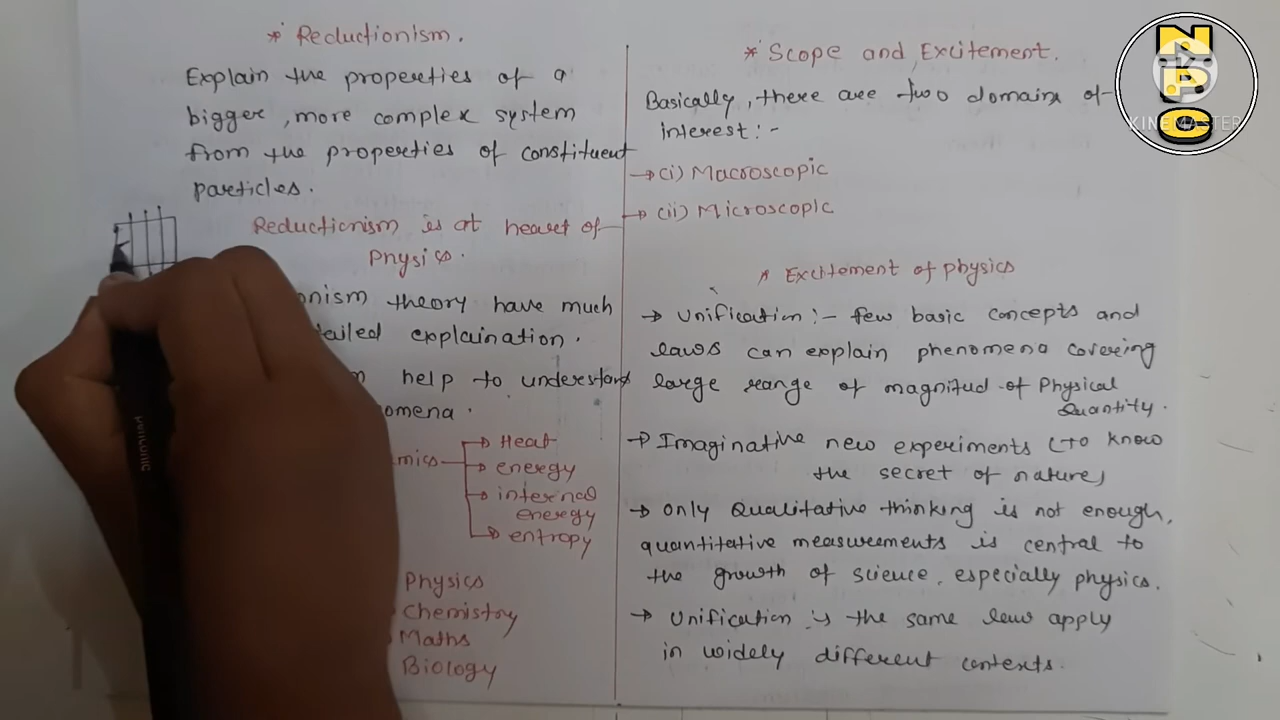 * Reductionism.
Explain the properties of a
bigger, more complex system
from the properties of constituent
particles.
Reductionism is at heart of
Physics.
onism theory have much
tailed explaination.
help to understand
omena.
mics
Heat
energy
internal
energy
entropy
Physics
Chemistry
Maths
Biology
* Scope and Excitement.
Basically, there are two domains of
interest :-
→ (i) Macroscopic
→ (ii) Microscopic
* Excitement of physics
→ Unification :- few basic concepts and
laws can explain phenomena covering
large range of magnitud of Physical
Quantity.
→ Imaginative new experiments (to know
the secret of nature)
→ Only Qualitative thinking is not enough,
quantitative measurements is central to
the growth of science, especially physics.
→ Unification is the same law apply
in widely different contexts.
NPC
KINEMASTER